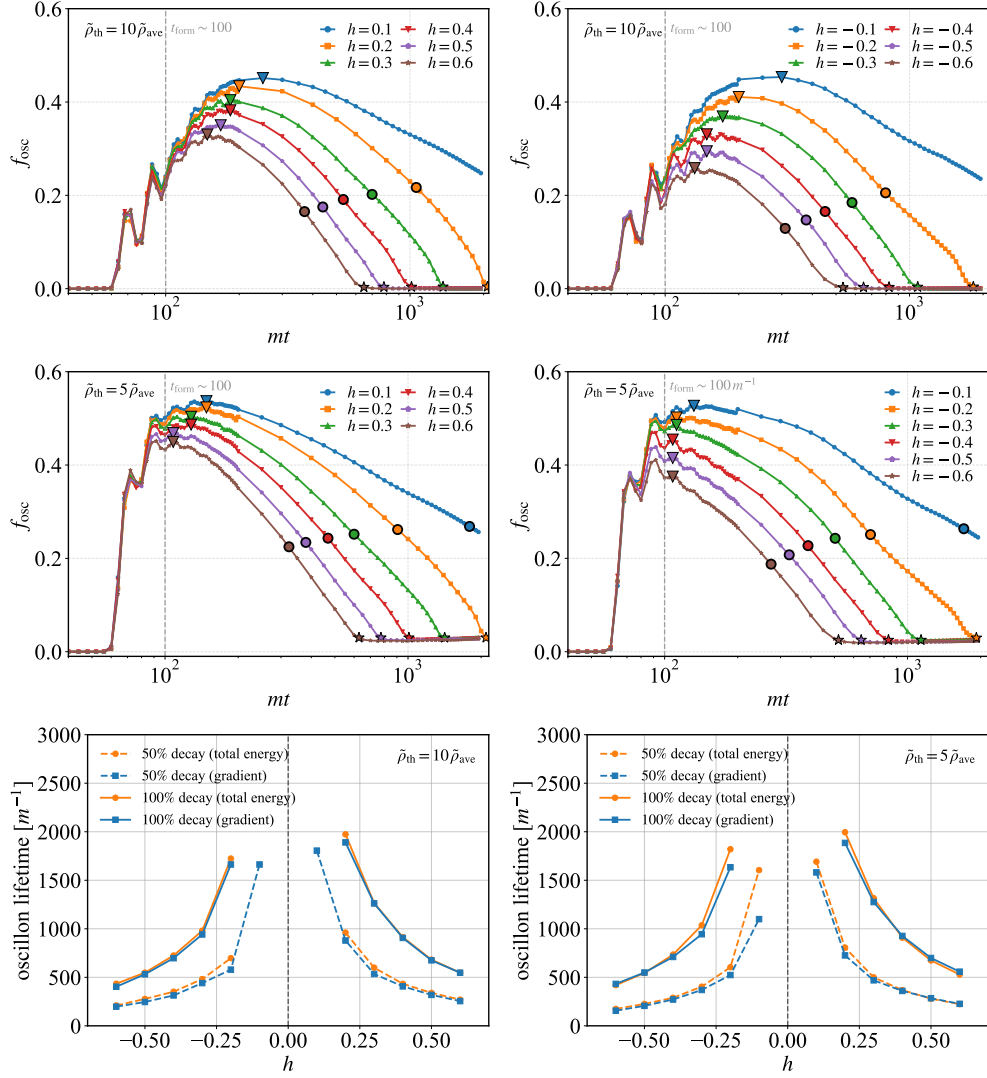 ρ̃th = 10ρ̃ave
tform ~ 100
h = 0.1 h = 0.4
h = 0.2 h = 0.5
h = 0.3 h = 0.6
0.6
0.4
0.2
0.0
fosc
10² 10³
mt
ρ̃th = 10ρ̃ave
tform ~ 100
h = −0.1 h = −0.4
h = −0.2 h = −0.5
h = −0.3 h = −0.6
0.6
0.4
0.2
0.0
fosc
10² 10³
mt
ρ̃th = 5ρ̃ave
tform ~ 100
h = 0.1 h = 0.4
h = 0.2 h = 0.5
h = 0.3 h = 0.6
0.6
0.4
0.2
0.0
fosc
10² 10³
mt
ρ̃th = 5ρ̃ave
tform ~ 100 m⁻¹
h = −0.1
h = −0.2
h = −0.3
h = −0.4
h = −0.5
h = −0.6
0.6
0.4
0.2
0.0
fosc
10² 10³
mt
50% decay (total energy)
50% decay (gradient)
100% decay (total energy)
100% decay (gradient)
ρ̃th = 10ρ̃ave
3000
2500
2000
1500
1000
500
0
oscillon lifetime [m⁻¹]
−0.50 −0.25 0.00 0.25 0.50
h
50% decay (total energy)
50% decay (gradient)
100% decay (total energy)
100% decay (gradient)
ρ̃th = 5ρ̃ave
3000
2500
2000
1500
1000
500
0
oscillon lifetime [m⁻¹]
−0.50 −0.25 0.00 0.25 0.50
h